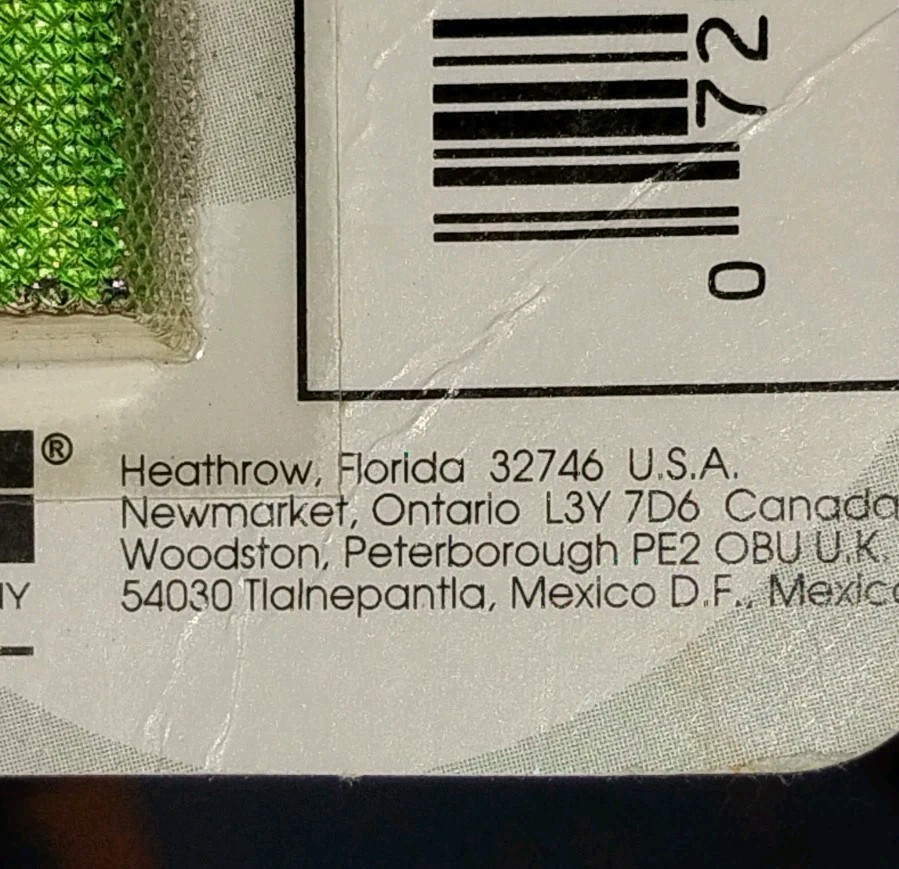 0 72
®
Heathrow, Florida 32746 U.S.A.
Newmarket, Ontario L3Y 7D6 Canada
Woodston, Peterborough PE2 OBU U.K.
54030 Tlalnepantla, Mexico D.F., Mexico